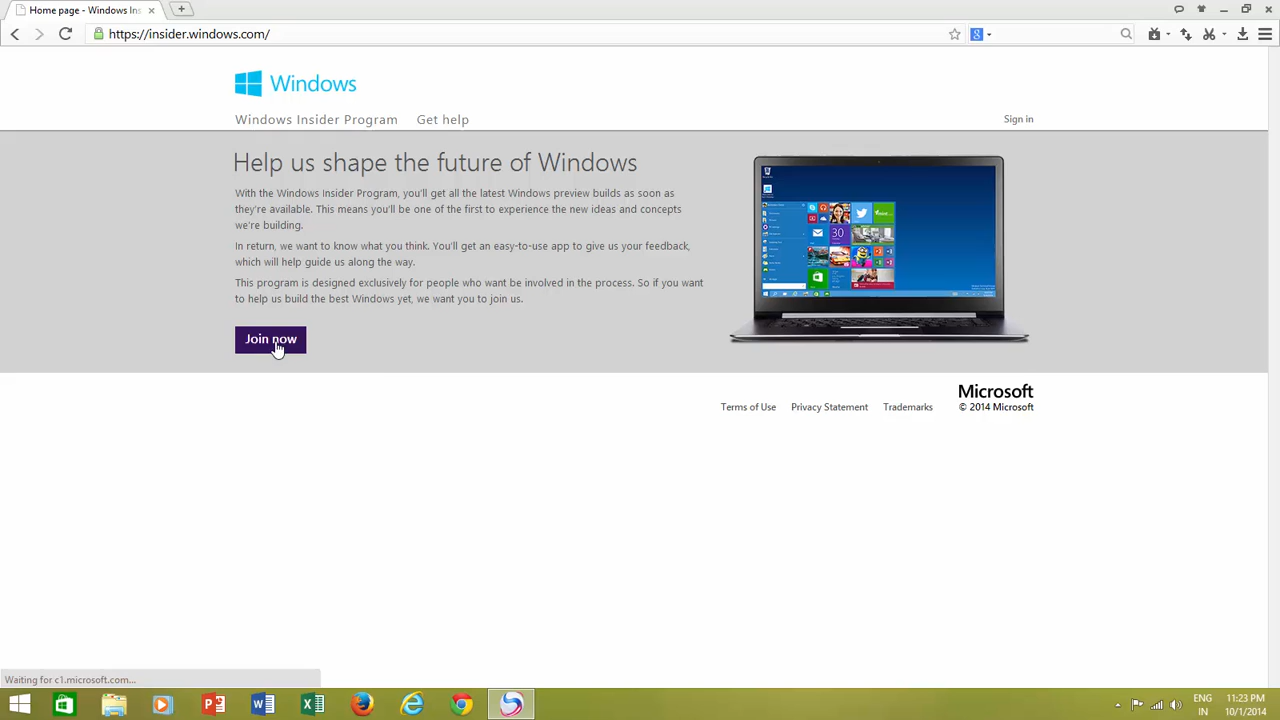 Home page - Windows Ins
https://insider.windows.com/
Windows
Windows Insider Program
Get help
Sign in
Help us shape the future of Windows
With the Windows Insider Program, you'll get all the latest Windows preview builds as soon as
they're available. This means you'll be one of the first to experience the new ideas and concepts
we're building.
In return, we want to know what you think. You'll get an easy-to-use app to give us your feedback,
which will help guide us along the way.
This program is designed exclusively for people who want be involved in the process. So if you want
to help us build the best Windows yet, we want you to join us.
Join now
30
Microsoft
Terms of Use
Privacy Statement
Trademarks
© 2014 Microsoft
Waiting for c1.microsoft.com...
ENG
11:23 PM
IN
10/1/2014